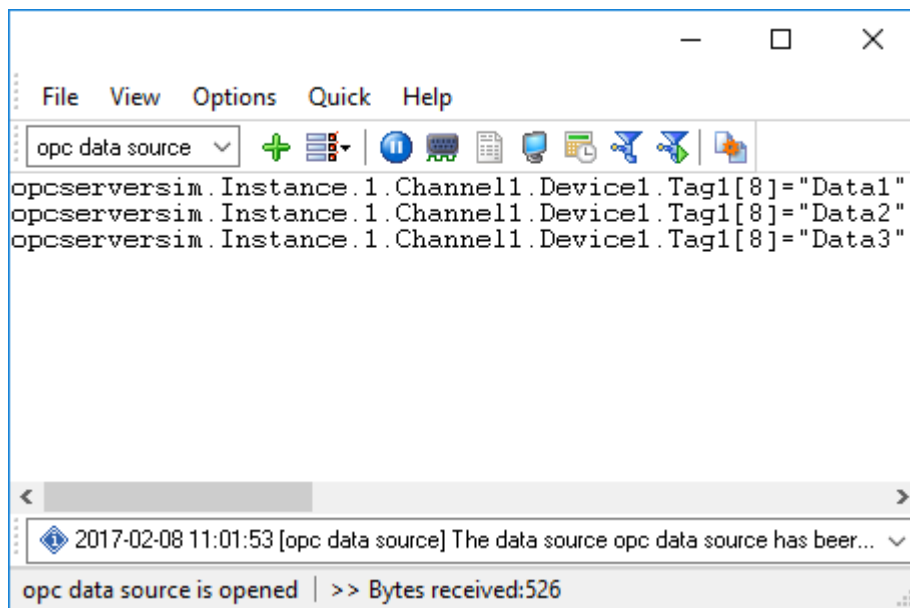 File View Options Quick Help
opc data source
opcserversim.Instance.1.Channel1.Device1.Tag1[8]="Data1"
opcserversim.Instance.1.Channel1.Device1.Tag1[8]="Data2"
opcserversim.Instance.1.Channel1.Device1.Tag1[8]="Data3"
2017-02-08 11:01:53 [opc data source] The data source opc data source has beer...
opc data source is opened >> Bytes received:526